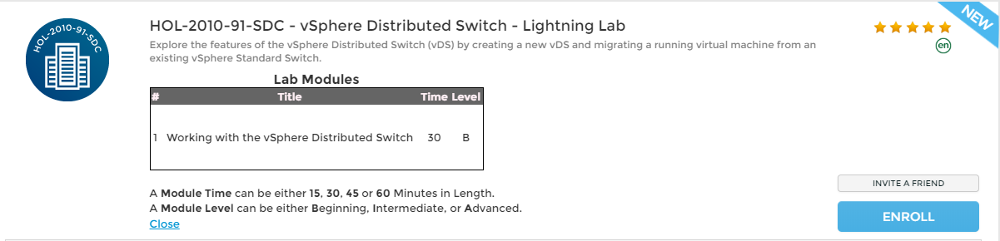 HOL-2010-91-SDC
HOL-2010-91-SDC - vSphere Distributed Switch - Lightning Lab
NEW
Explore the features of the vSphere Distributed Switch (vDS) by creating a new vDS and migrating a running virtual machine from an
existing vSphere Standard Switch.
en
Lab Modules
# Title Time Level
1 Working with the vSphere Distributed Switch 30 B
A Module Time can be either 15, 30, 45 or 60 Minutes in Length.
A Module Level can be either Beginning, Intermediate, or Advanced.
Close
INVITE A FRIEND
ENROLL